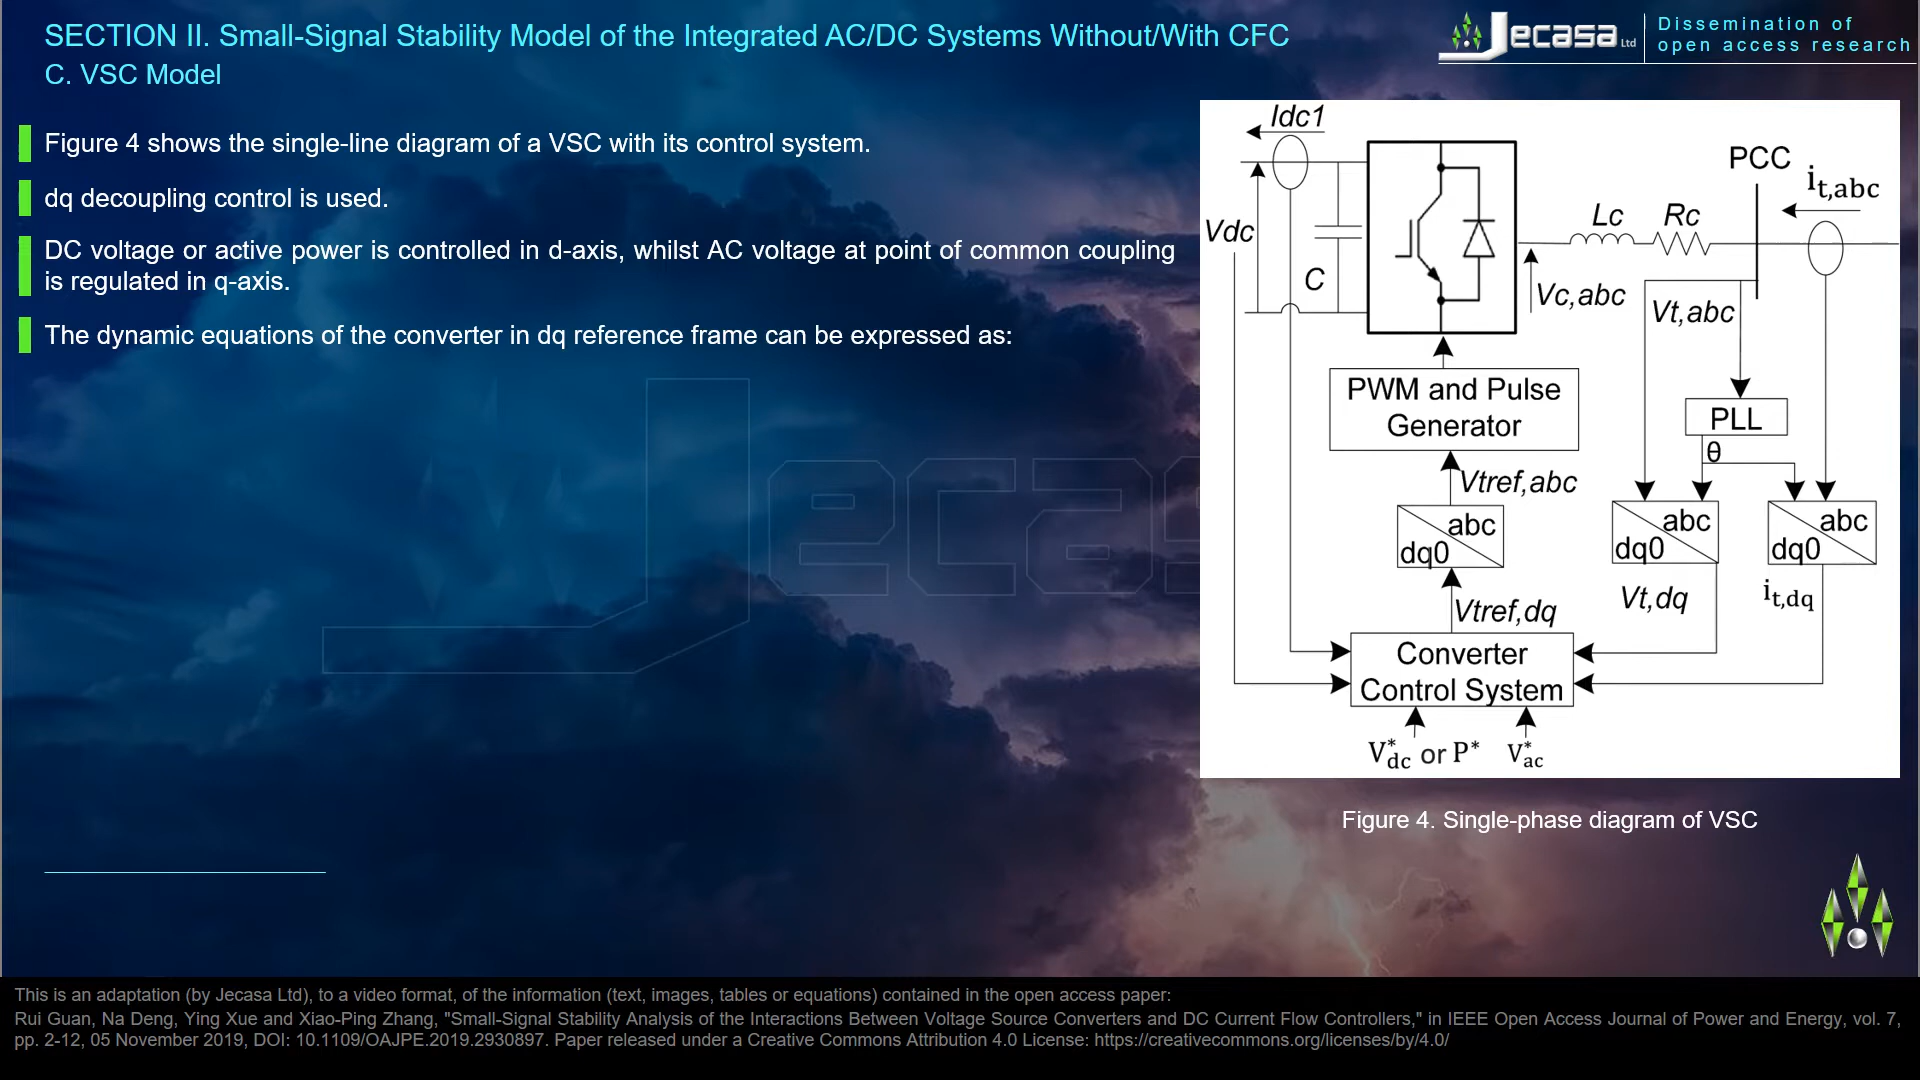 SECTION II. Small-Signal Stability Model of the Integrated AC/DC Systems Without/With CFC
C. VSC Model
Jecasa Ltd
Dissemination of
open access research
Figure 4 shows the single-line diagram of a VSC with its control system.
dq decoupling control is used.
DC voltage or active power is controlled in d-axis, whilst AC voltage at point of common coupling
is regulated in q-axis.
The dynamic equations of the converter in dq reference frame can be expressed as:
Idc1
PCC
it,abc
Lc
Rc
Vdc
C
Vc,abc
Vt,abc
PWM and Pulse
Generator
PLL
θ
Vtref,abc
abc
dq0
abc
dq0
abc
dq0
Vtref,dq
Vt,dq
it,dq
Converter
Control System
V*dc or P*
V*ac
Figure 4. Single-phase diagram of VSC
Jecas
This is an adaptation (by Jecasa Ltd), to a video format, of the information (text, images, tables or equations) contained in the open access paper:
Rui Guan, Na Deng, Ying Xue and Xiao-Ping Zhang, "Small-Signal Stability Analysis of the Interactions Between Voltage Source Converters and DC Current Flow Controllers," in IEEE Open Access Journal of Power and Energy, vol. 7,
pp. 2-12, 05 November 2019, DOI: 10.1109/OAJPE.2019.2930897. Paper released under a Creative Commons Attribution 4.0 License: https://creativecommons.org/licenses/by/4.0/